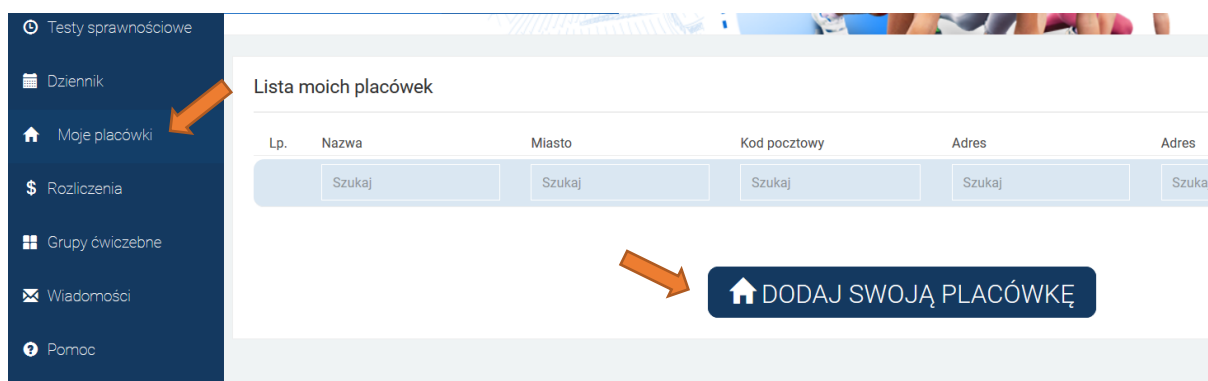 Testy sprawnościowe
Dziennik
Moje placówki
Rozliczenia
Grupy ćwiczebne
Wiadomości
Pomoc
Lista moich placówek
Lp. Nazwa Miasto Kod pocztowy Adres Adres
Szukaj Szukaj Szukaj Szukaj Szuka
DODAJ SWOJĄ PLACÓWKĘ